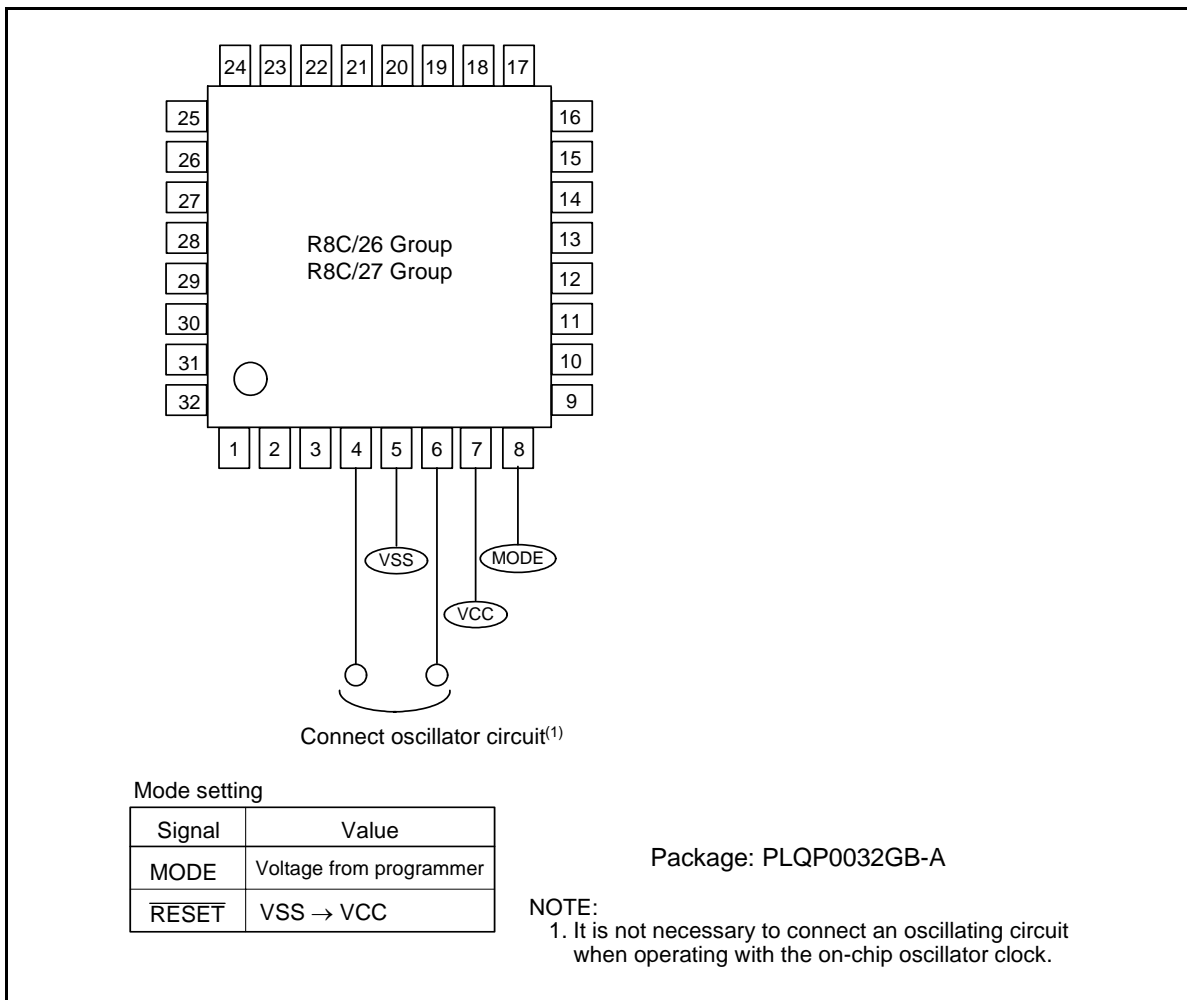 24 23 22 21 20 19 18 17
25
26
27
28
29
30
31
32
16
15
14
13
12
11
10
9
R8C/26 Group
R8C/27 Group
1 2 3 4 5 6 7 8
VSS
MODE
VCC
Connect oscillator circuit(1)
Mode setting
Signal Value
MODE Voltage from programmer
RESET VSS → VCC
Package: PLQP0032GB-A
NOTE:
1. It is not necessary to connect an oscillating circuit
when operating with the on-chip oscillator clock.